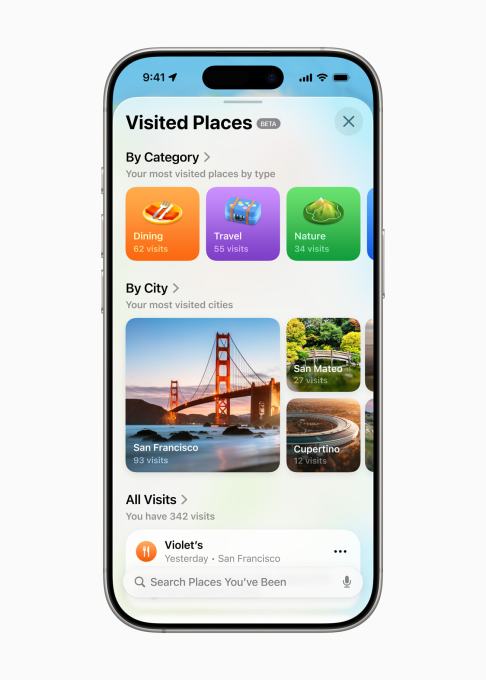 9:41
Visited Places BETA
By Category
Your most visited places by type
Dining
62 visits
Travel
55 visits
Nature
34 visits
By City
Your most visited cities
San Francisco
93 visits
San Mateo
27 visits
Cupertino
12 visits
All Visits
You have 342 visits
Violet's
Yesterday • San Francisco
Search Places You've Been